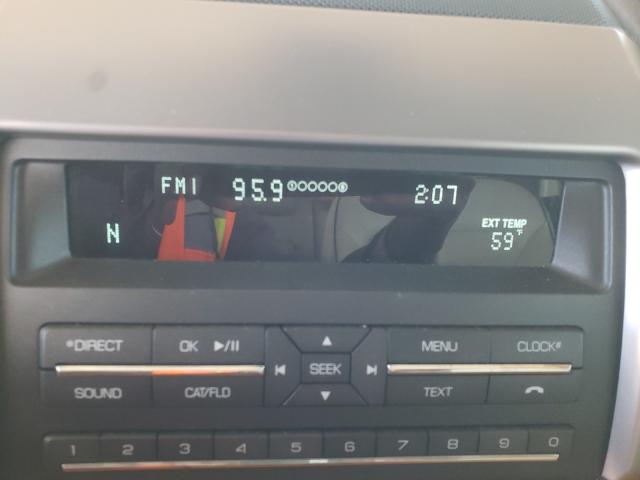 FM1 95.9 2:07
EXT TEMP
N 59°F
*DIRECT OK ▶/II MENU CLOCK#
SEEK
SOUND CAT/FLD TEXT
1 2 3 4 5 6 7 8 9 0